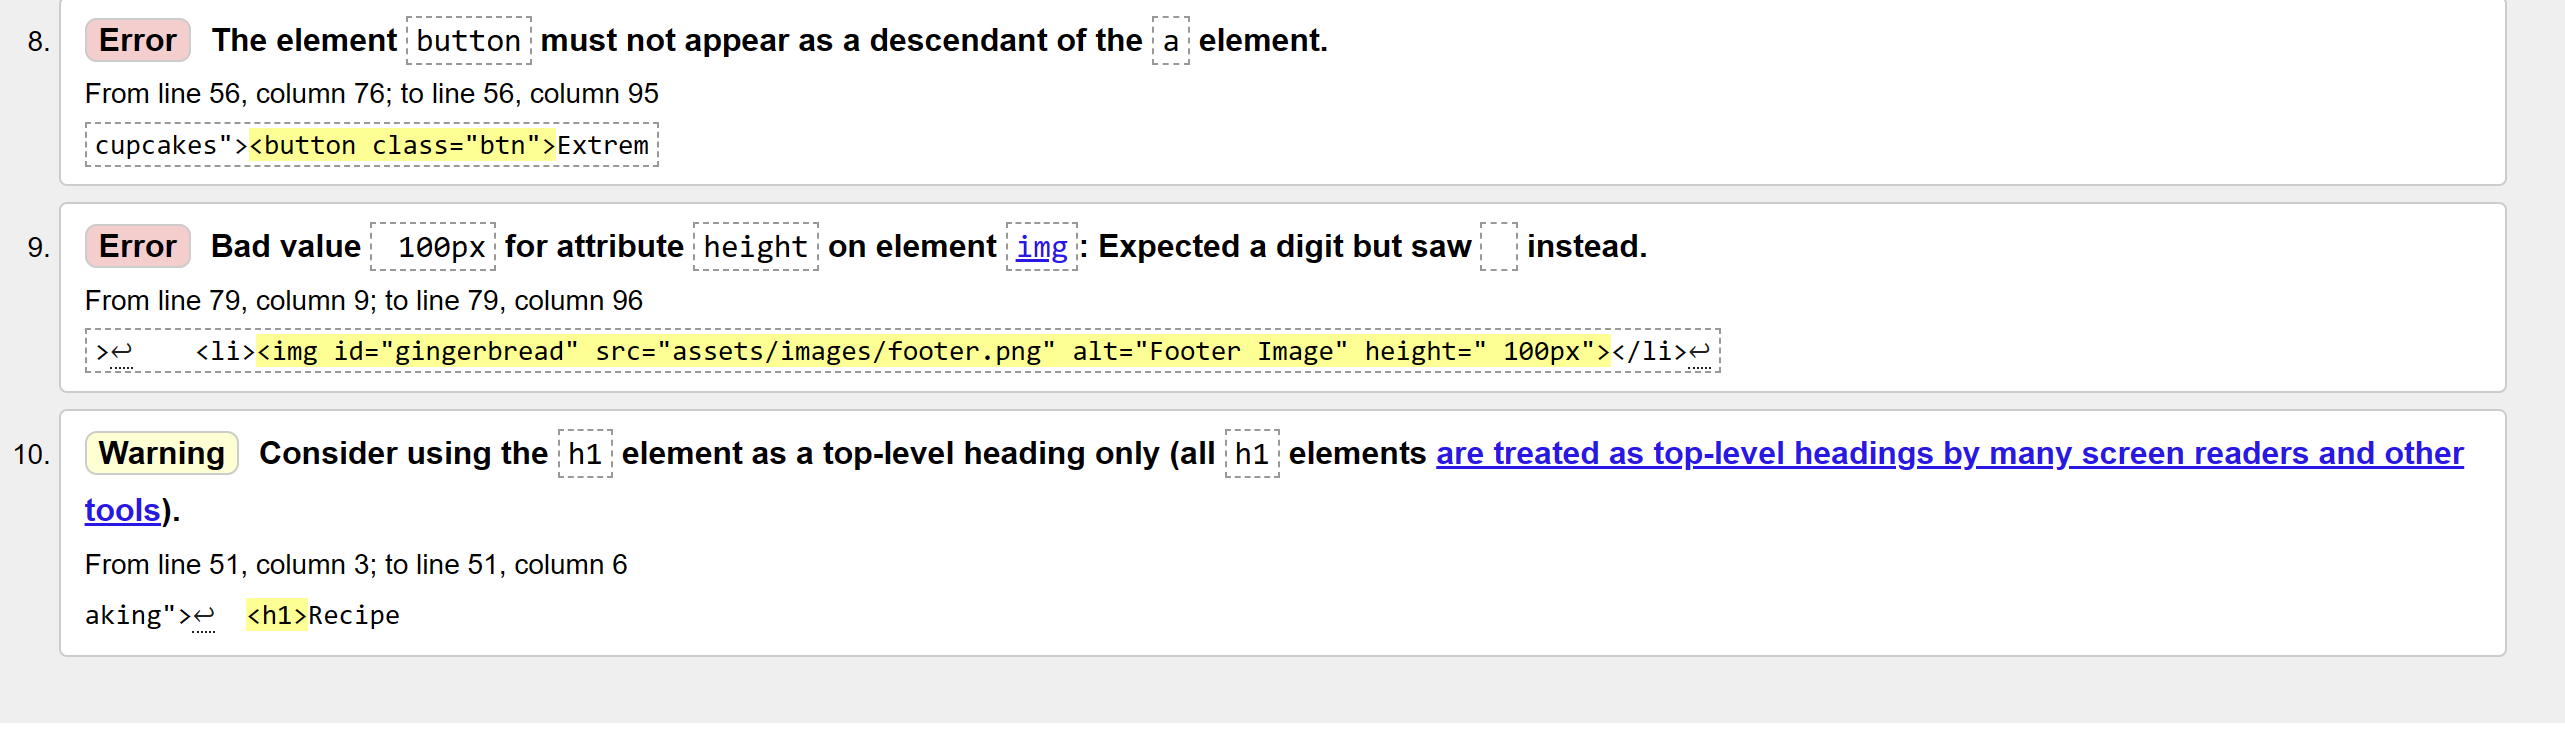 8. Error The element button must not appear as a descendant of the a element.
From line 56, column 76; to line 56, column 95
cupcakes"><button class="btn">Extrem
9. Error Bad value  100px for attribute height on element img: Expected a digit but saw   instead.
From line 79, column 9; to line 79, column 96
>↩    <li><img id="gingerbread" src="assets/images/footer.png" alt="Footer Image" height=" 100px"></li>↩
10. Warning Consider using the h1 element as a top-level heading only (all h1 elements are treated as top-level headings by many screen readers and other
tools).
From line 51, column 3; to line 51, column 6
aking">↩  <h1>Recipe